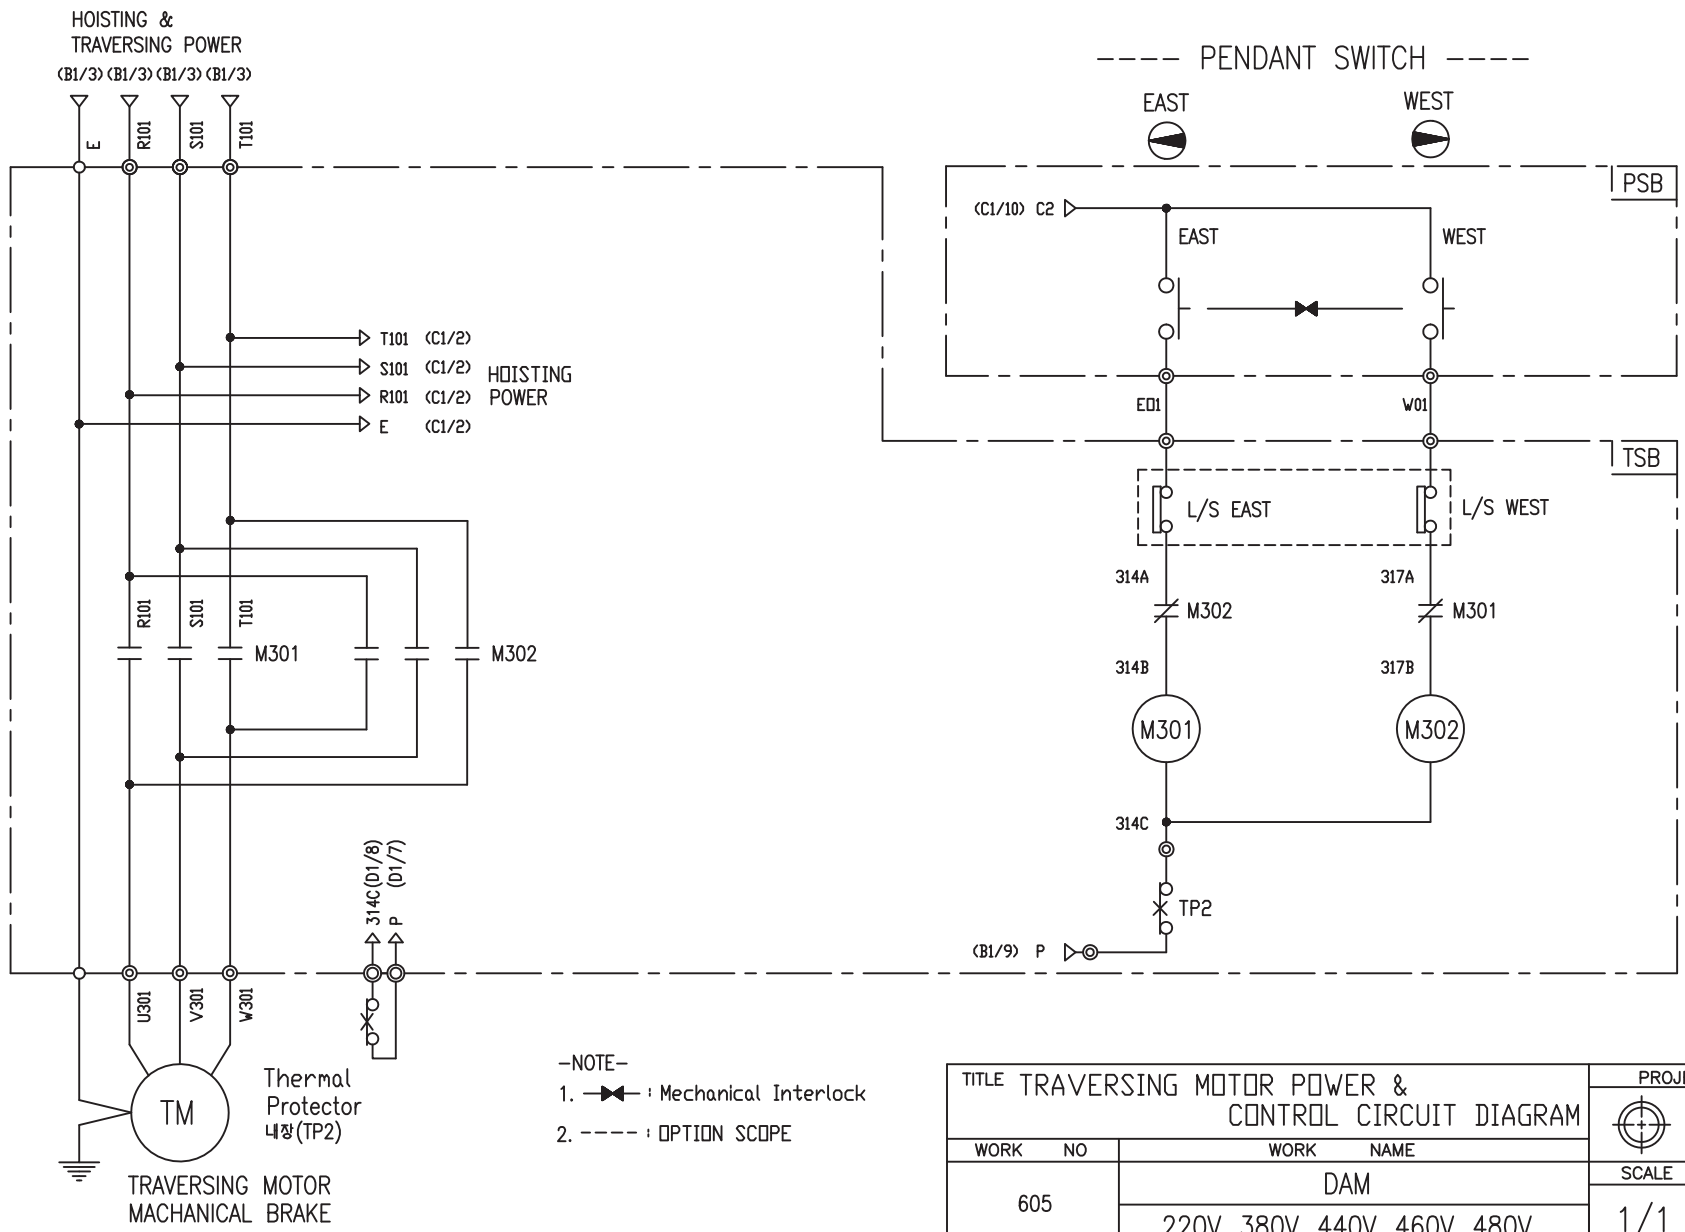 HOISTING &
TRAVERSING POWER
(B1/3) (B1/3) (B1/3) (B1/3)
E
R101
S101
T101
T101 (C1/2)
S101 (C1/2)
R101 (C1/2)
E (C1/2)
HOISTING
POWER
R101
S101
T101
M301
M302
314C(D1/8)
P (D1/7)
U301
V301
W301
TM
Thermal
Protector
내장(TP2)
TRAVERSING MOTOR
MACHANICAL BRAKE
PENDANT SWITCH
EAST
WEST
PSB
(C1/10) C2
EAST
WEST
E01
W01
TSB
L/S EAST
L/S WEST
314A
317A
M302
M301
314B
317B
M301
M302
314C
TP2
(B1/9) P
-NOTE-
1. : Mechanical Interlock
2. ----- : OPTION SCOPE
TITLE TRAVERSING MOTOR POWER &
CONTROL CIRCUIT DIAGRAM
PROJE
WORK NO
WORK NAME
SCALE
605
DAM
220V 380V 440V 460V 480V
1/1